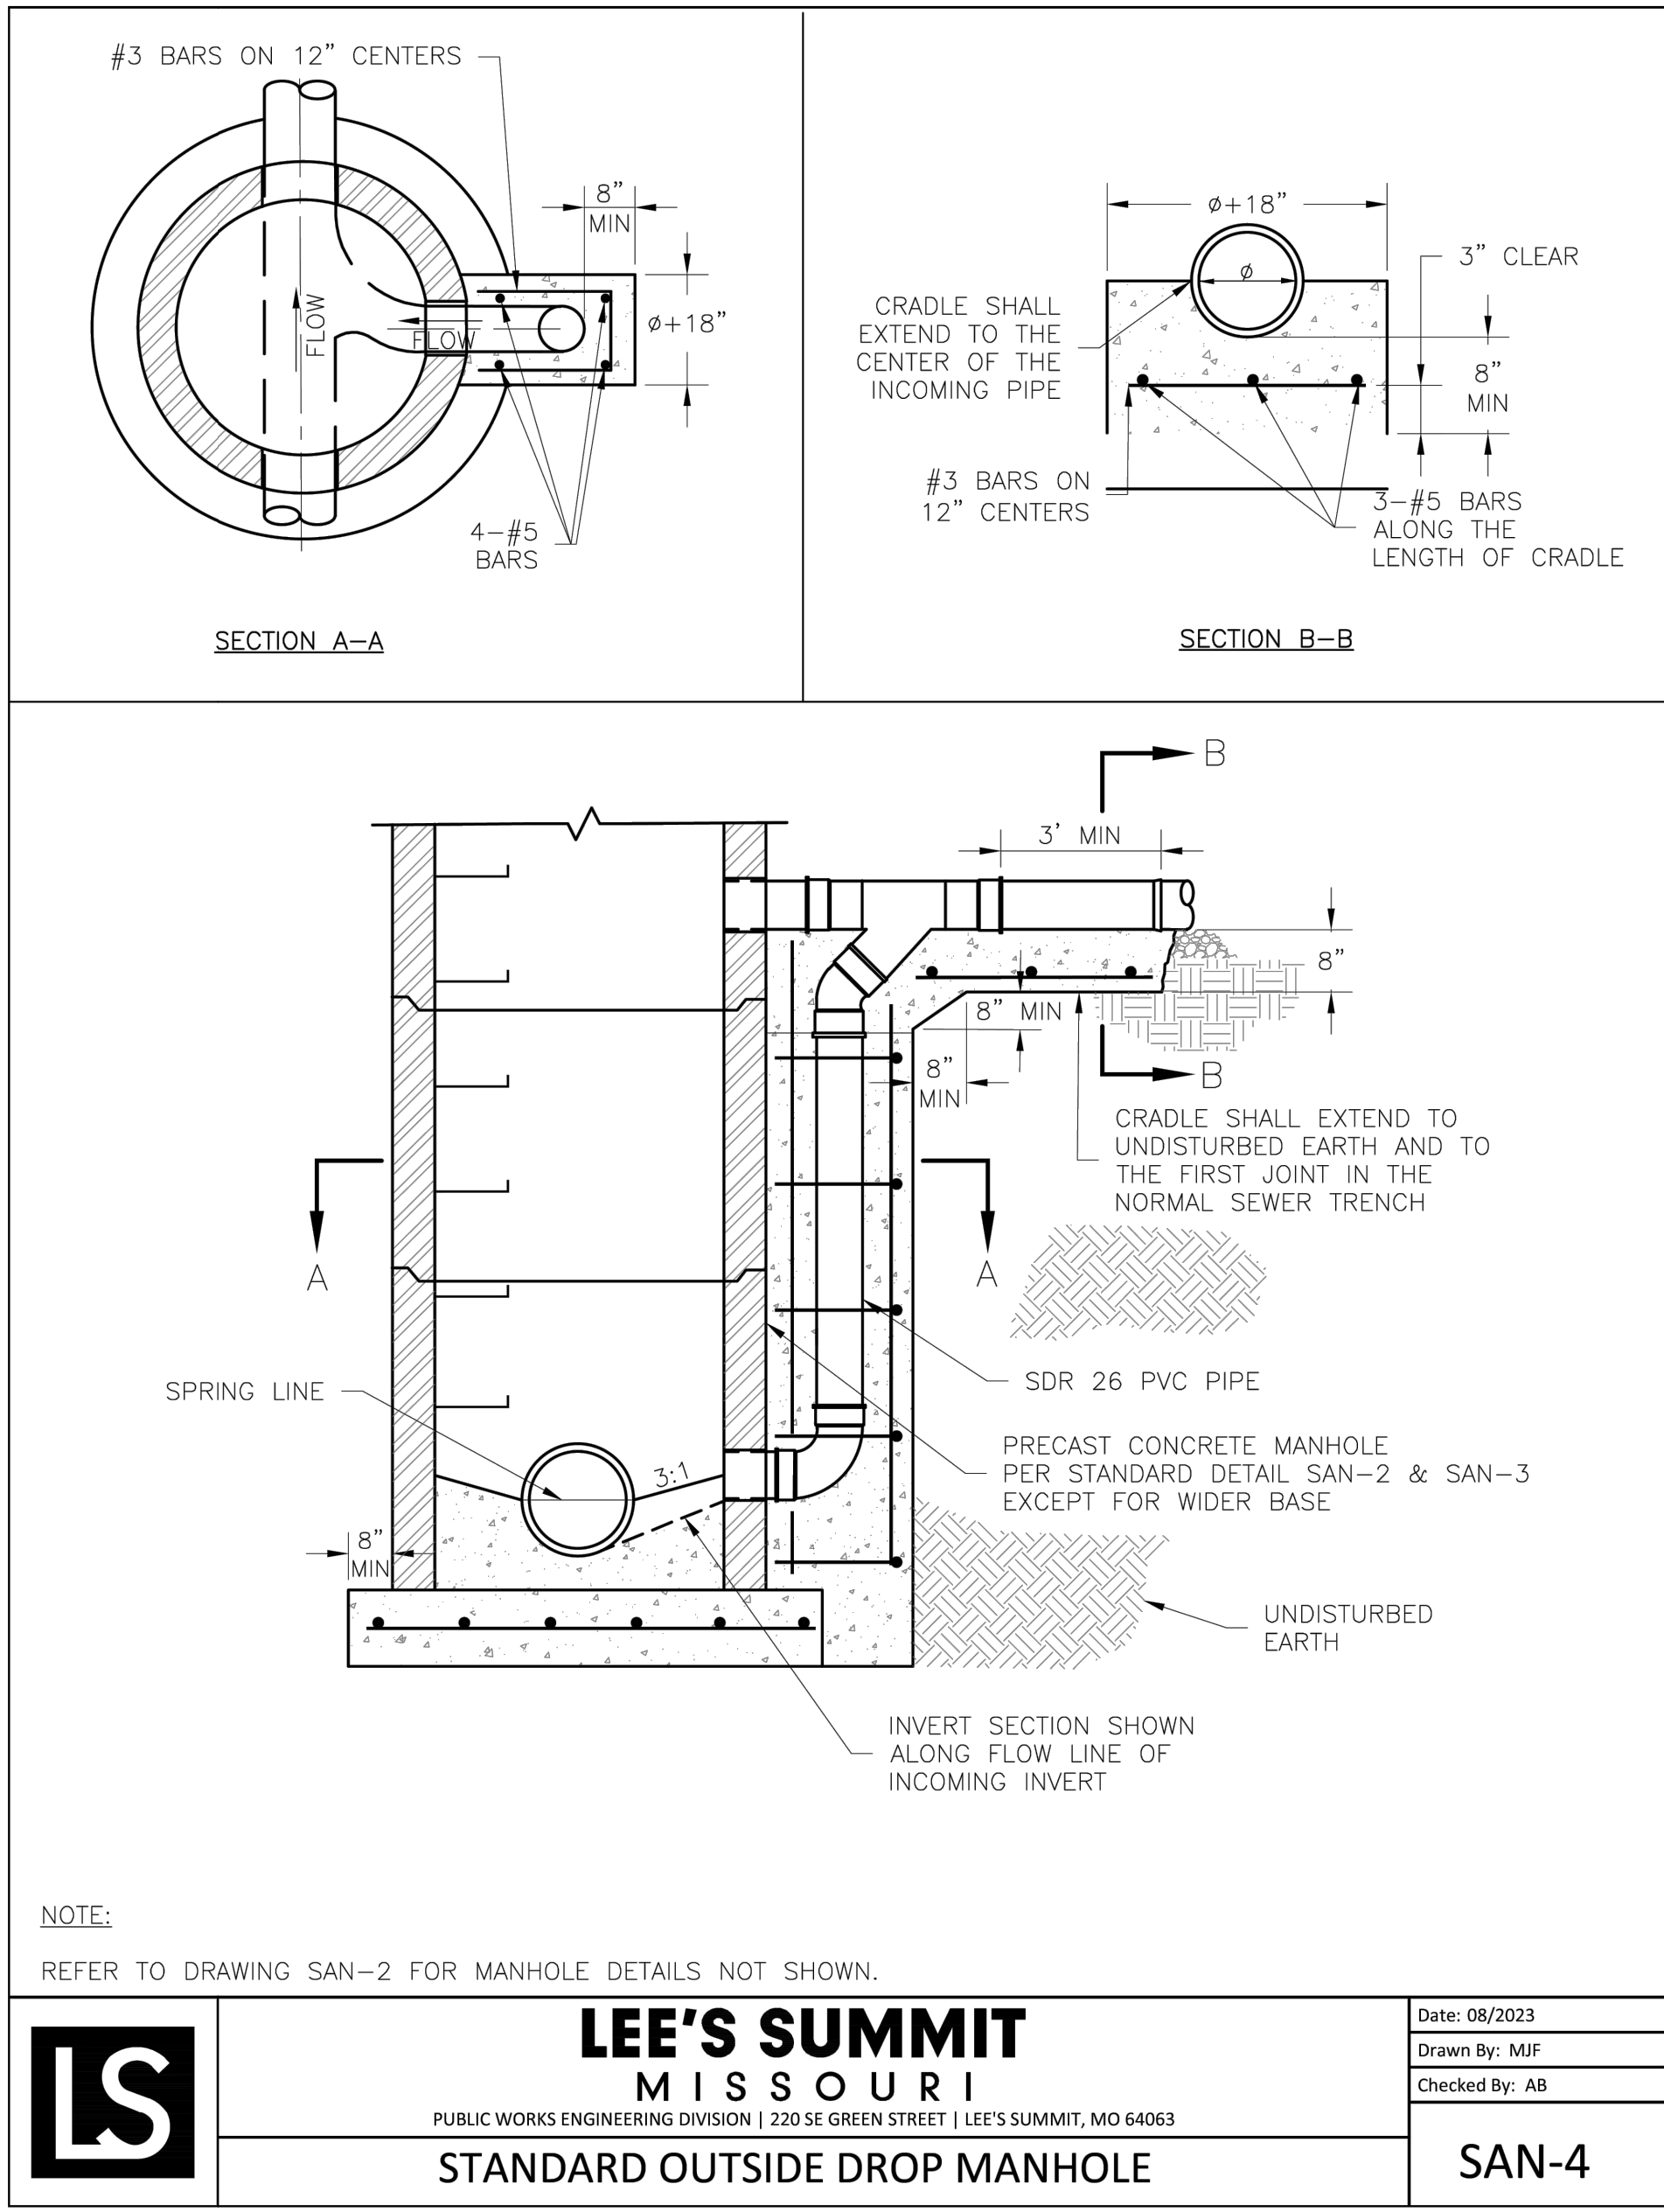 #3 BARS ON 12" CENTERS
8"
MIN
Ø+18"
FLOW
FLOW
4-#5
BARS
SECTION A-A
Ø+18"
3" CLEAR
Ø
CRADLE SHALL
EXTEND TO THE
CENTER OF THE
INCOMING PIPE
8"
MIN
#3 BARS ON
12" CENTERS
3-#5 BARS
ALONG THE
LENGTH OF CRADLE
SECTION B-B
B
3' MIN
8"
8" MIN
8"
MIN
B
CRADLE SHALL EXTEND TO
UNDISTURBED EARTH AND TO
THE FIRST JOINT IN THE
NORMAL SEWER TRENCH
A
A
SPRING LINE
SDR 26 PVC PIPE
3:1
PRECAST CONCRETE MANHOLE
PER STANDARD DETAIL SAN-2 & SAN-3
EXCEPT FOR WIDER BASE
8"
MIN
UNDISTURBED
EARTH
INVERT SECTION SHOWN
ALONG FLOW LINE OF
INCOMING INVERT
NOTE:
REFER TO DRAWING SAN-2 FOR MANHOLE DETAILS NOT SHOWN.
LS
LEE'S SUMMIT
MISSOURI
PUBLIC WORKS ENGINEERING DIVISION | 220 SE GREEN STREET | LEE'S SUMMIT, MO 64063
STANDARD OUTSIDE DROP MANHOLE
Date: 08/2023
Drawn By: MJF
Checked By: AB
SAN-4